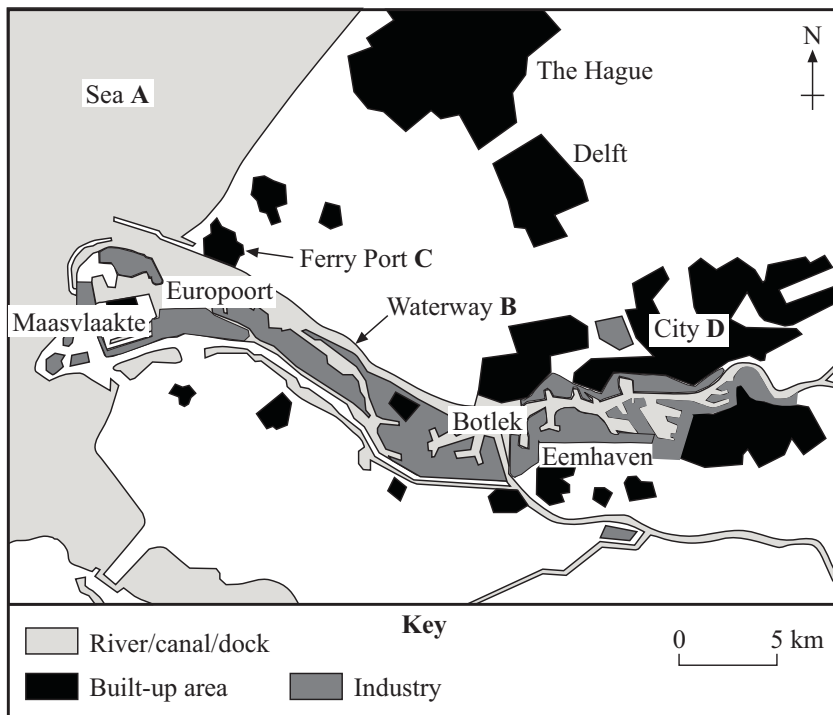 N
The Hague
Sea A
Delft
Ferry Port C
Europoort
Waterway B
Maasvlaakte
City D
Botlek
Eemhaven
Key
River/canal/dock
0 5 km
Built-up area
Industry